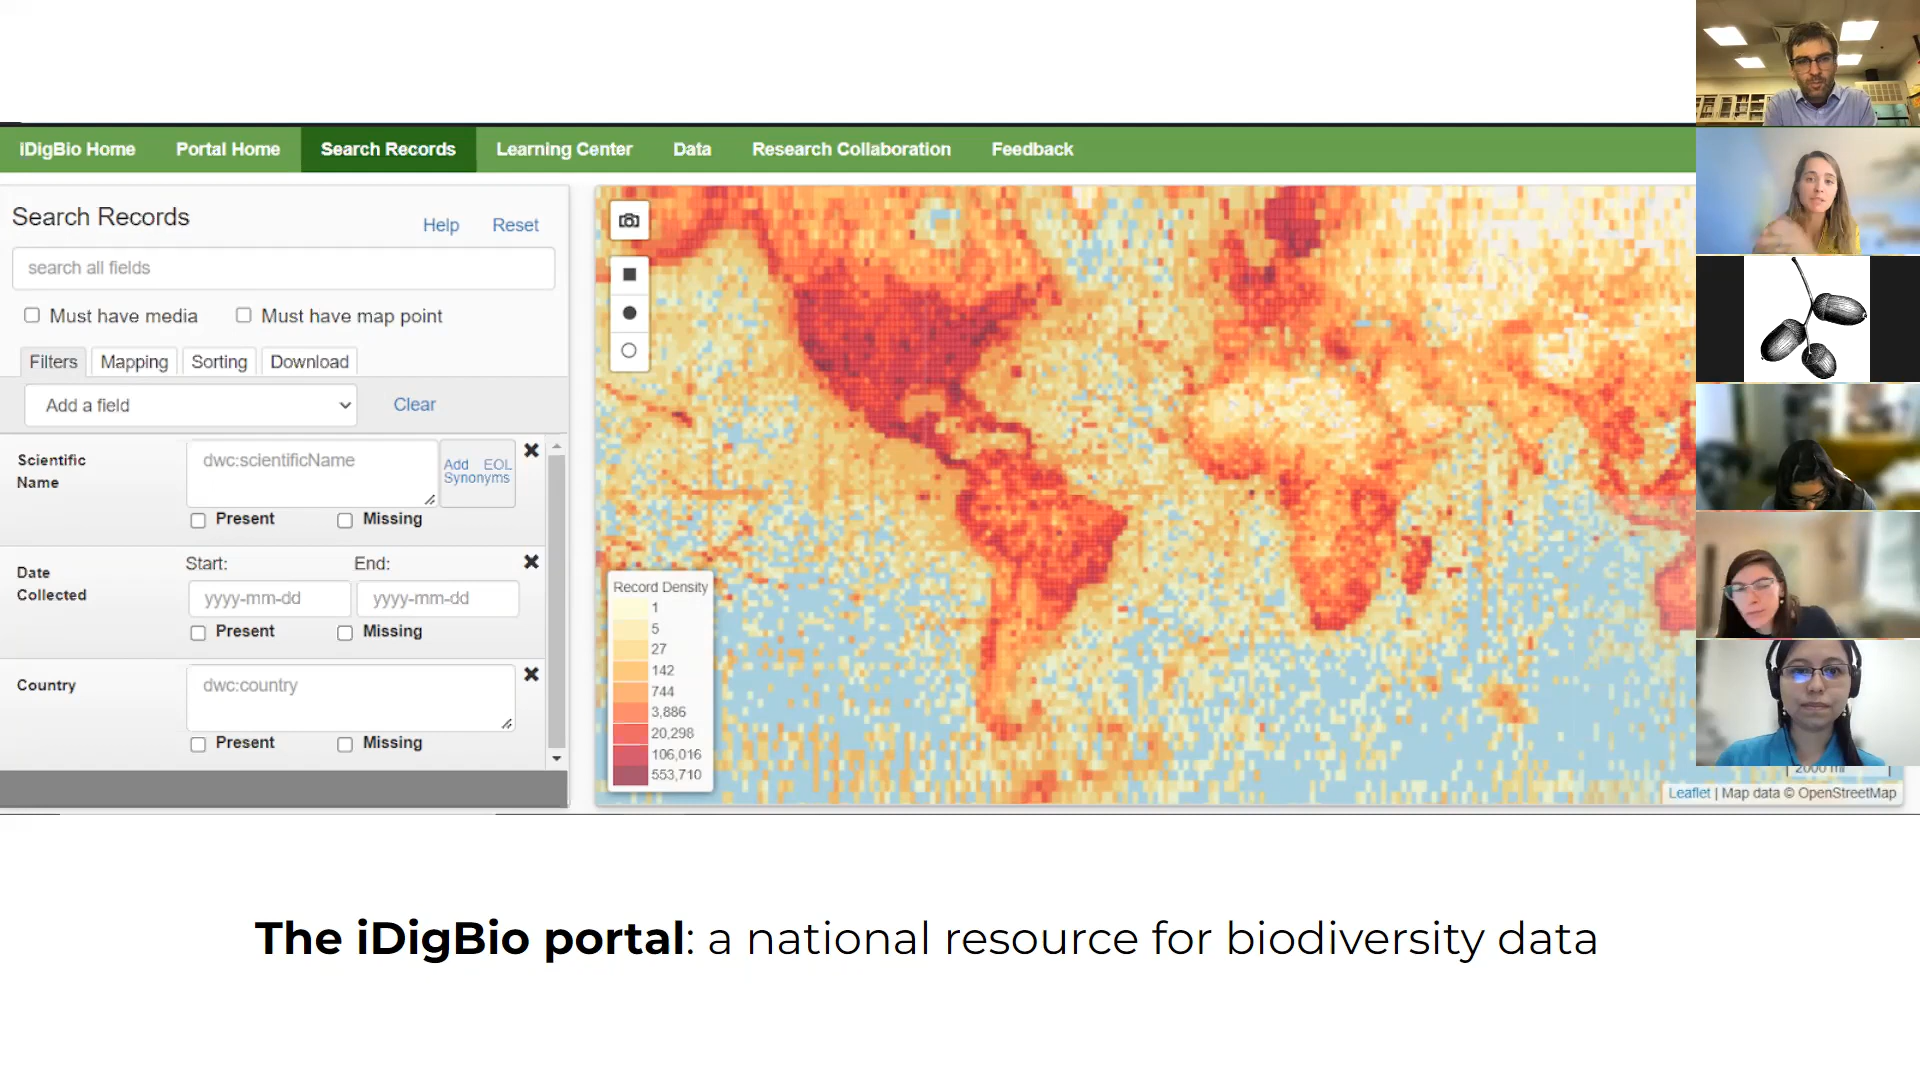 iDigBio Home Portal Home Search Records Learning Center Data Research Collaboration Feedback
Search Records
Help Reset
search all fields
Must have media Must have map point
Filters Mapping Sorting Download
Add a field
Clear
Scientific
Name
dwc:scientificName
Add EOL
Synonyms
Present Missing
Date
Collected
Start: End:
yyyy-mm-dd yyyy-mm-dd
Present Missing
Country
dwc:country
Present Missing
Record Density
1
5
27
142
744
3,886
20,298
106,016
553,710
2000 mi
Leaflet | Map data © OpenStreetMap
The iDigBio portal: a national resource for biodiversity data